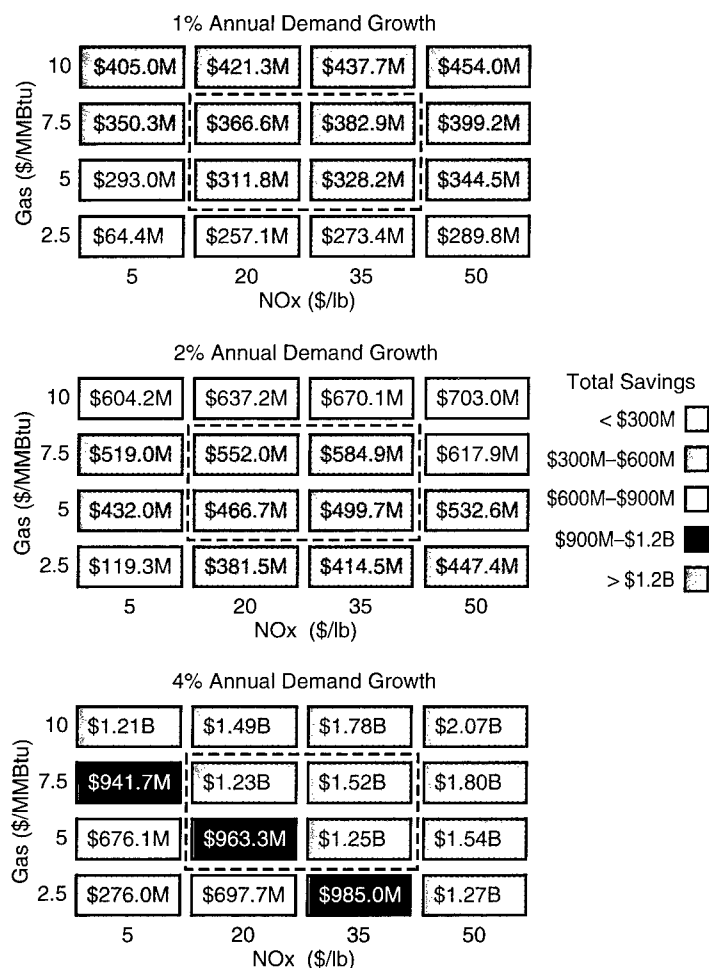 1% Annual Demand Growth
Gas ($/MMBtu)
10 $405.0M $421.3M $437.7M $454.0M
7.5 $350.3M $366.6M $382.9M $399.2M
5 $293.0M $311.8M $328.2M $344.5M
2.5 $64.4M $257.1M $273.4M $289.8M
5 20 35 50
NOx ($/lb)
2% Annual Demand Growth
Gas ($/MMBtu)
10 $604.2M $637.2M $670.1M $703.0M
7.5 $519.0M $552.0M $584.9M $617.9M
5 $432.0M $466.7M $499.7M $532.6M
2.5 $119.3M $381.5M $414.5M $447.4M
5 20 35 50
NOx ($/lb)
Total Savings
< $300M
$300M–$600M
$600M–$900M
$900M–$1.2B
> $1.2B
4% Annual Demand Growth
Gas ($/MMBtu)
10 $1.21B $1.49B $1.78B $2.07B
7.5 $941.7M $1.23B $1.52B $1.80B
5 $676.1M $963.3M $1.25B $1.54B
2.5 $276.0M $697.7M $985.0M $1.27B
5 20 35 50
NOx ($/lb)